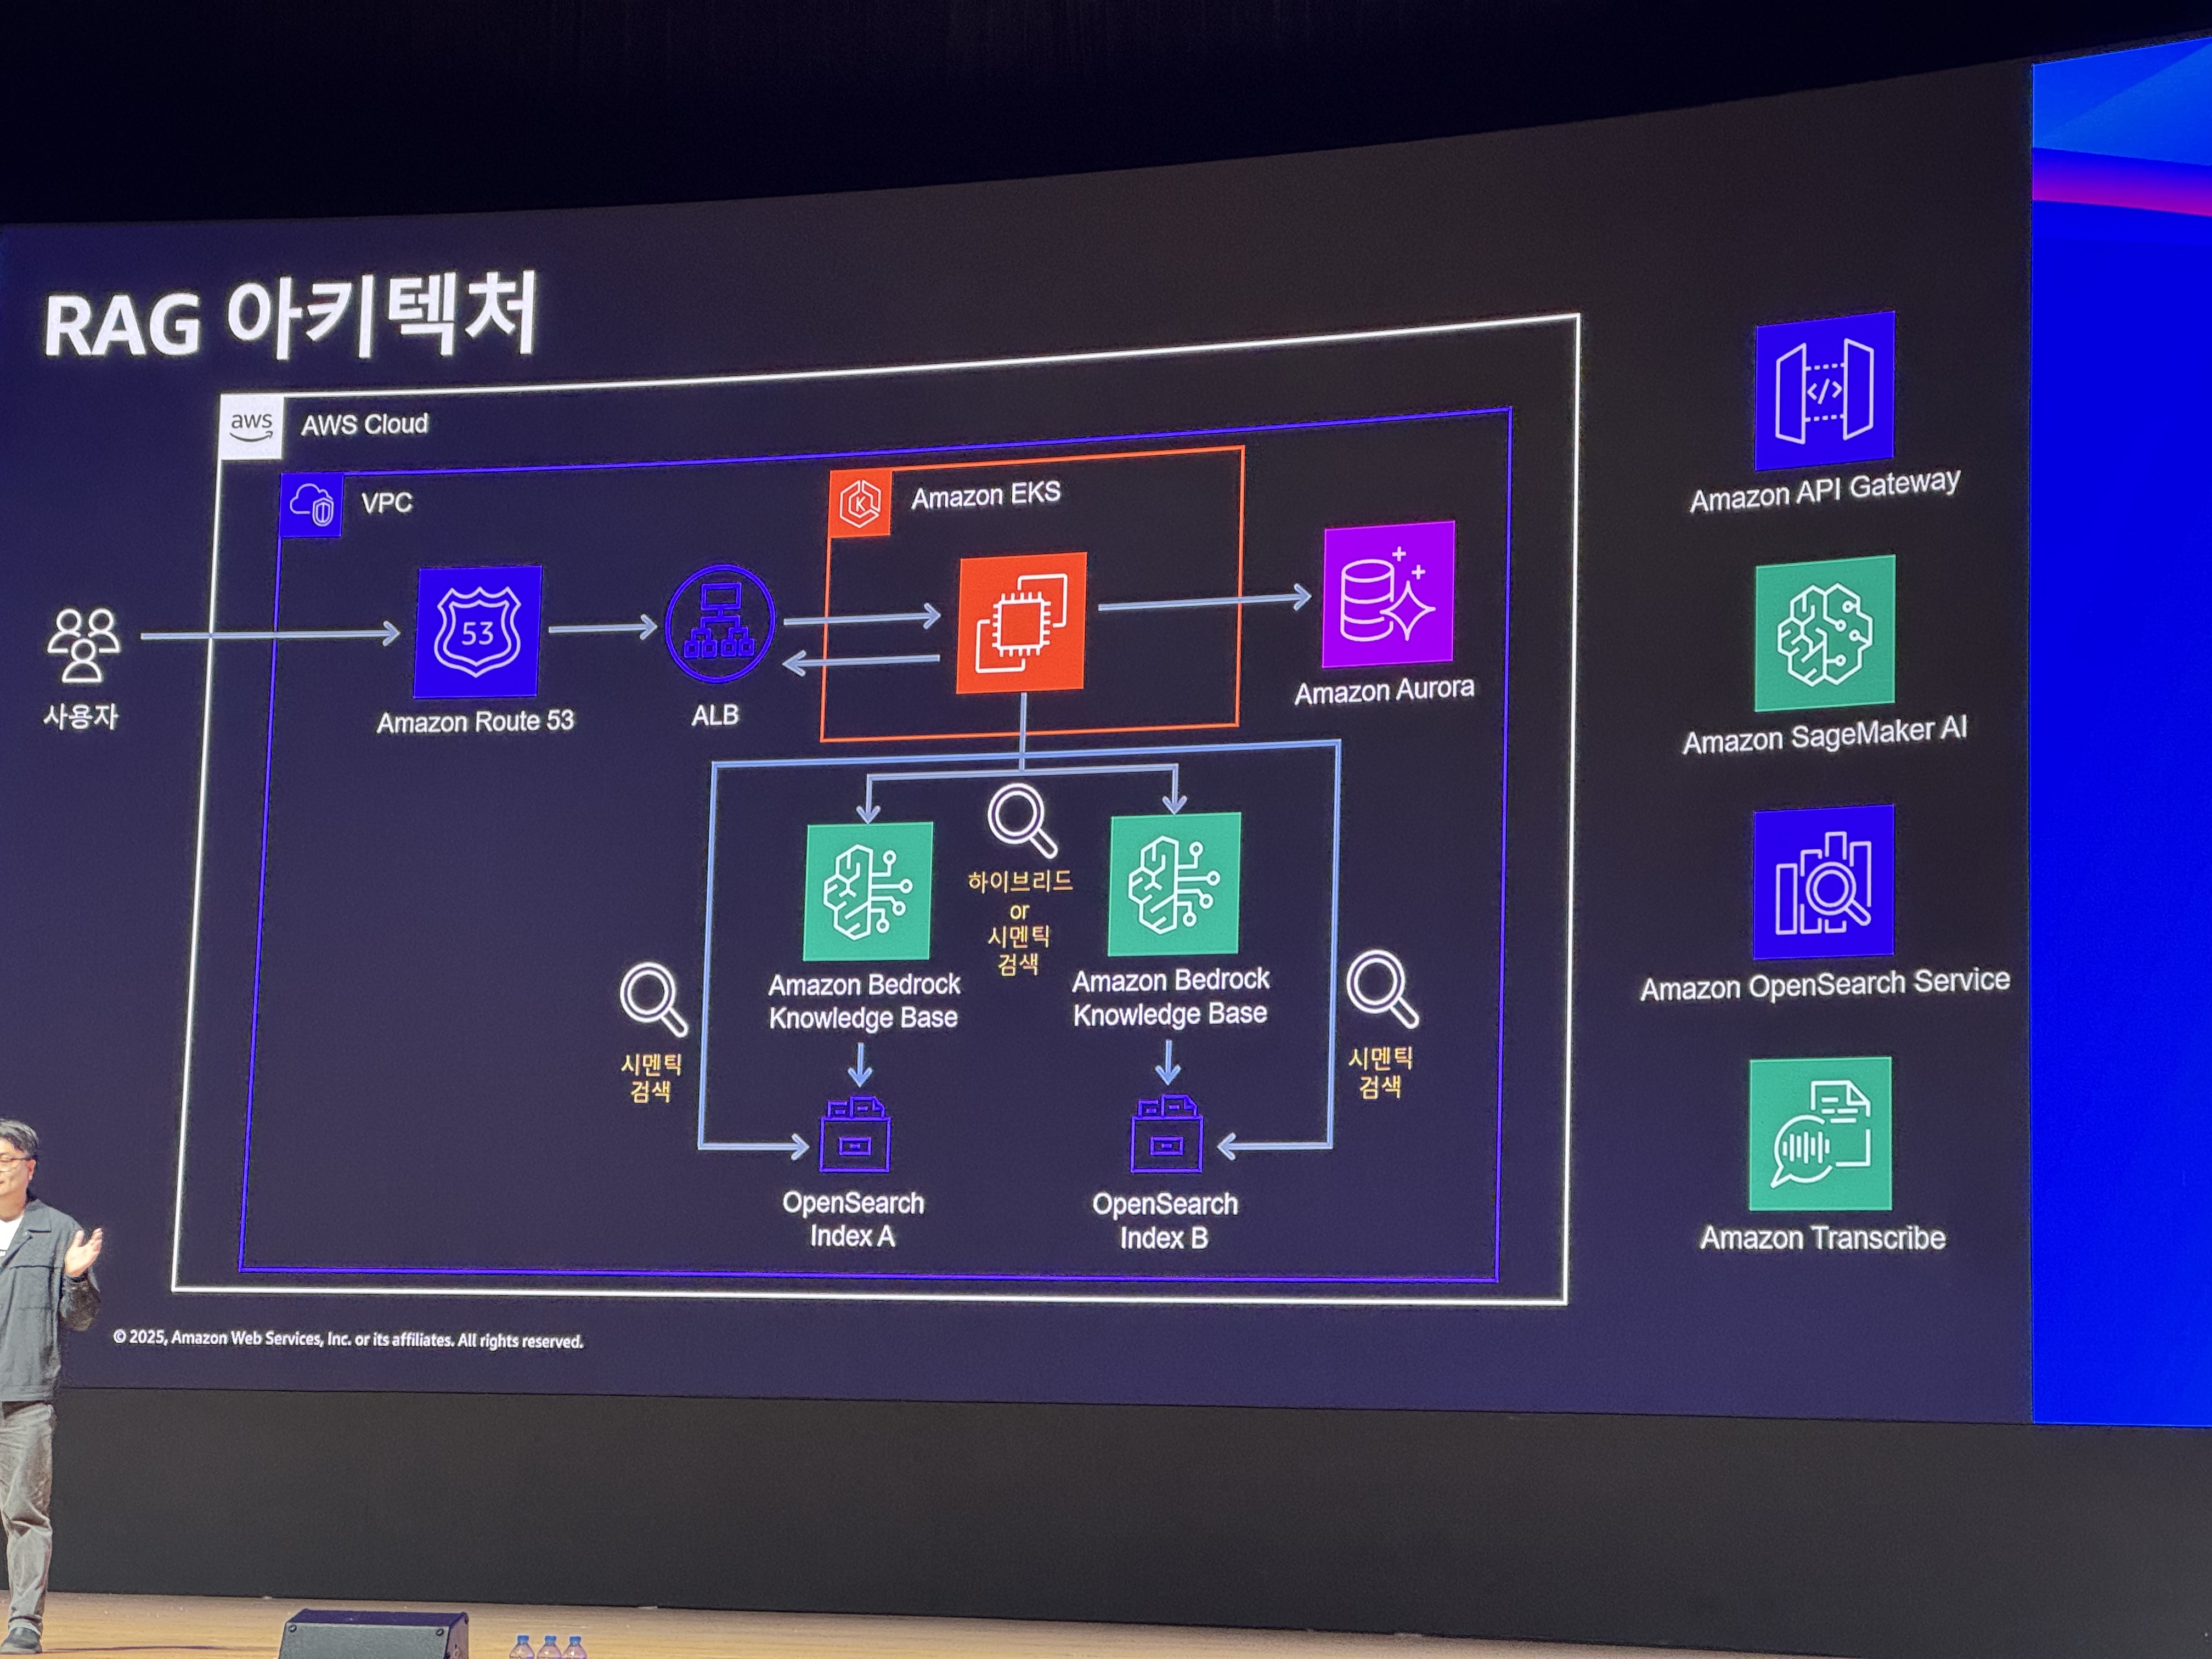 RAG 아키텍처
aws
AWS Cloud
VPC
Amazon EKS
사용자
53
Amazon Route 53
ALB
K
Amazon Aurora
하이브리드
or
시멘틱
검색
Amazon Bedrock
Knowledge Base
Amazon Bedrock
Knowledge Base
시멘틱
검색
시멘틱
검색
OpenSearch
Index A
OpenSearch
Index B
</>
Amazon API Gateway
Amazon SageMaker AI
Amazon OpenSearch Service
Amazon Transcribe
© 2025, Amazon Web Services, Inc. or its affiliates. All rights reserved.